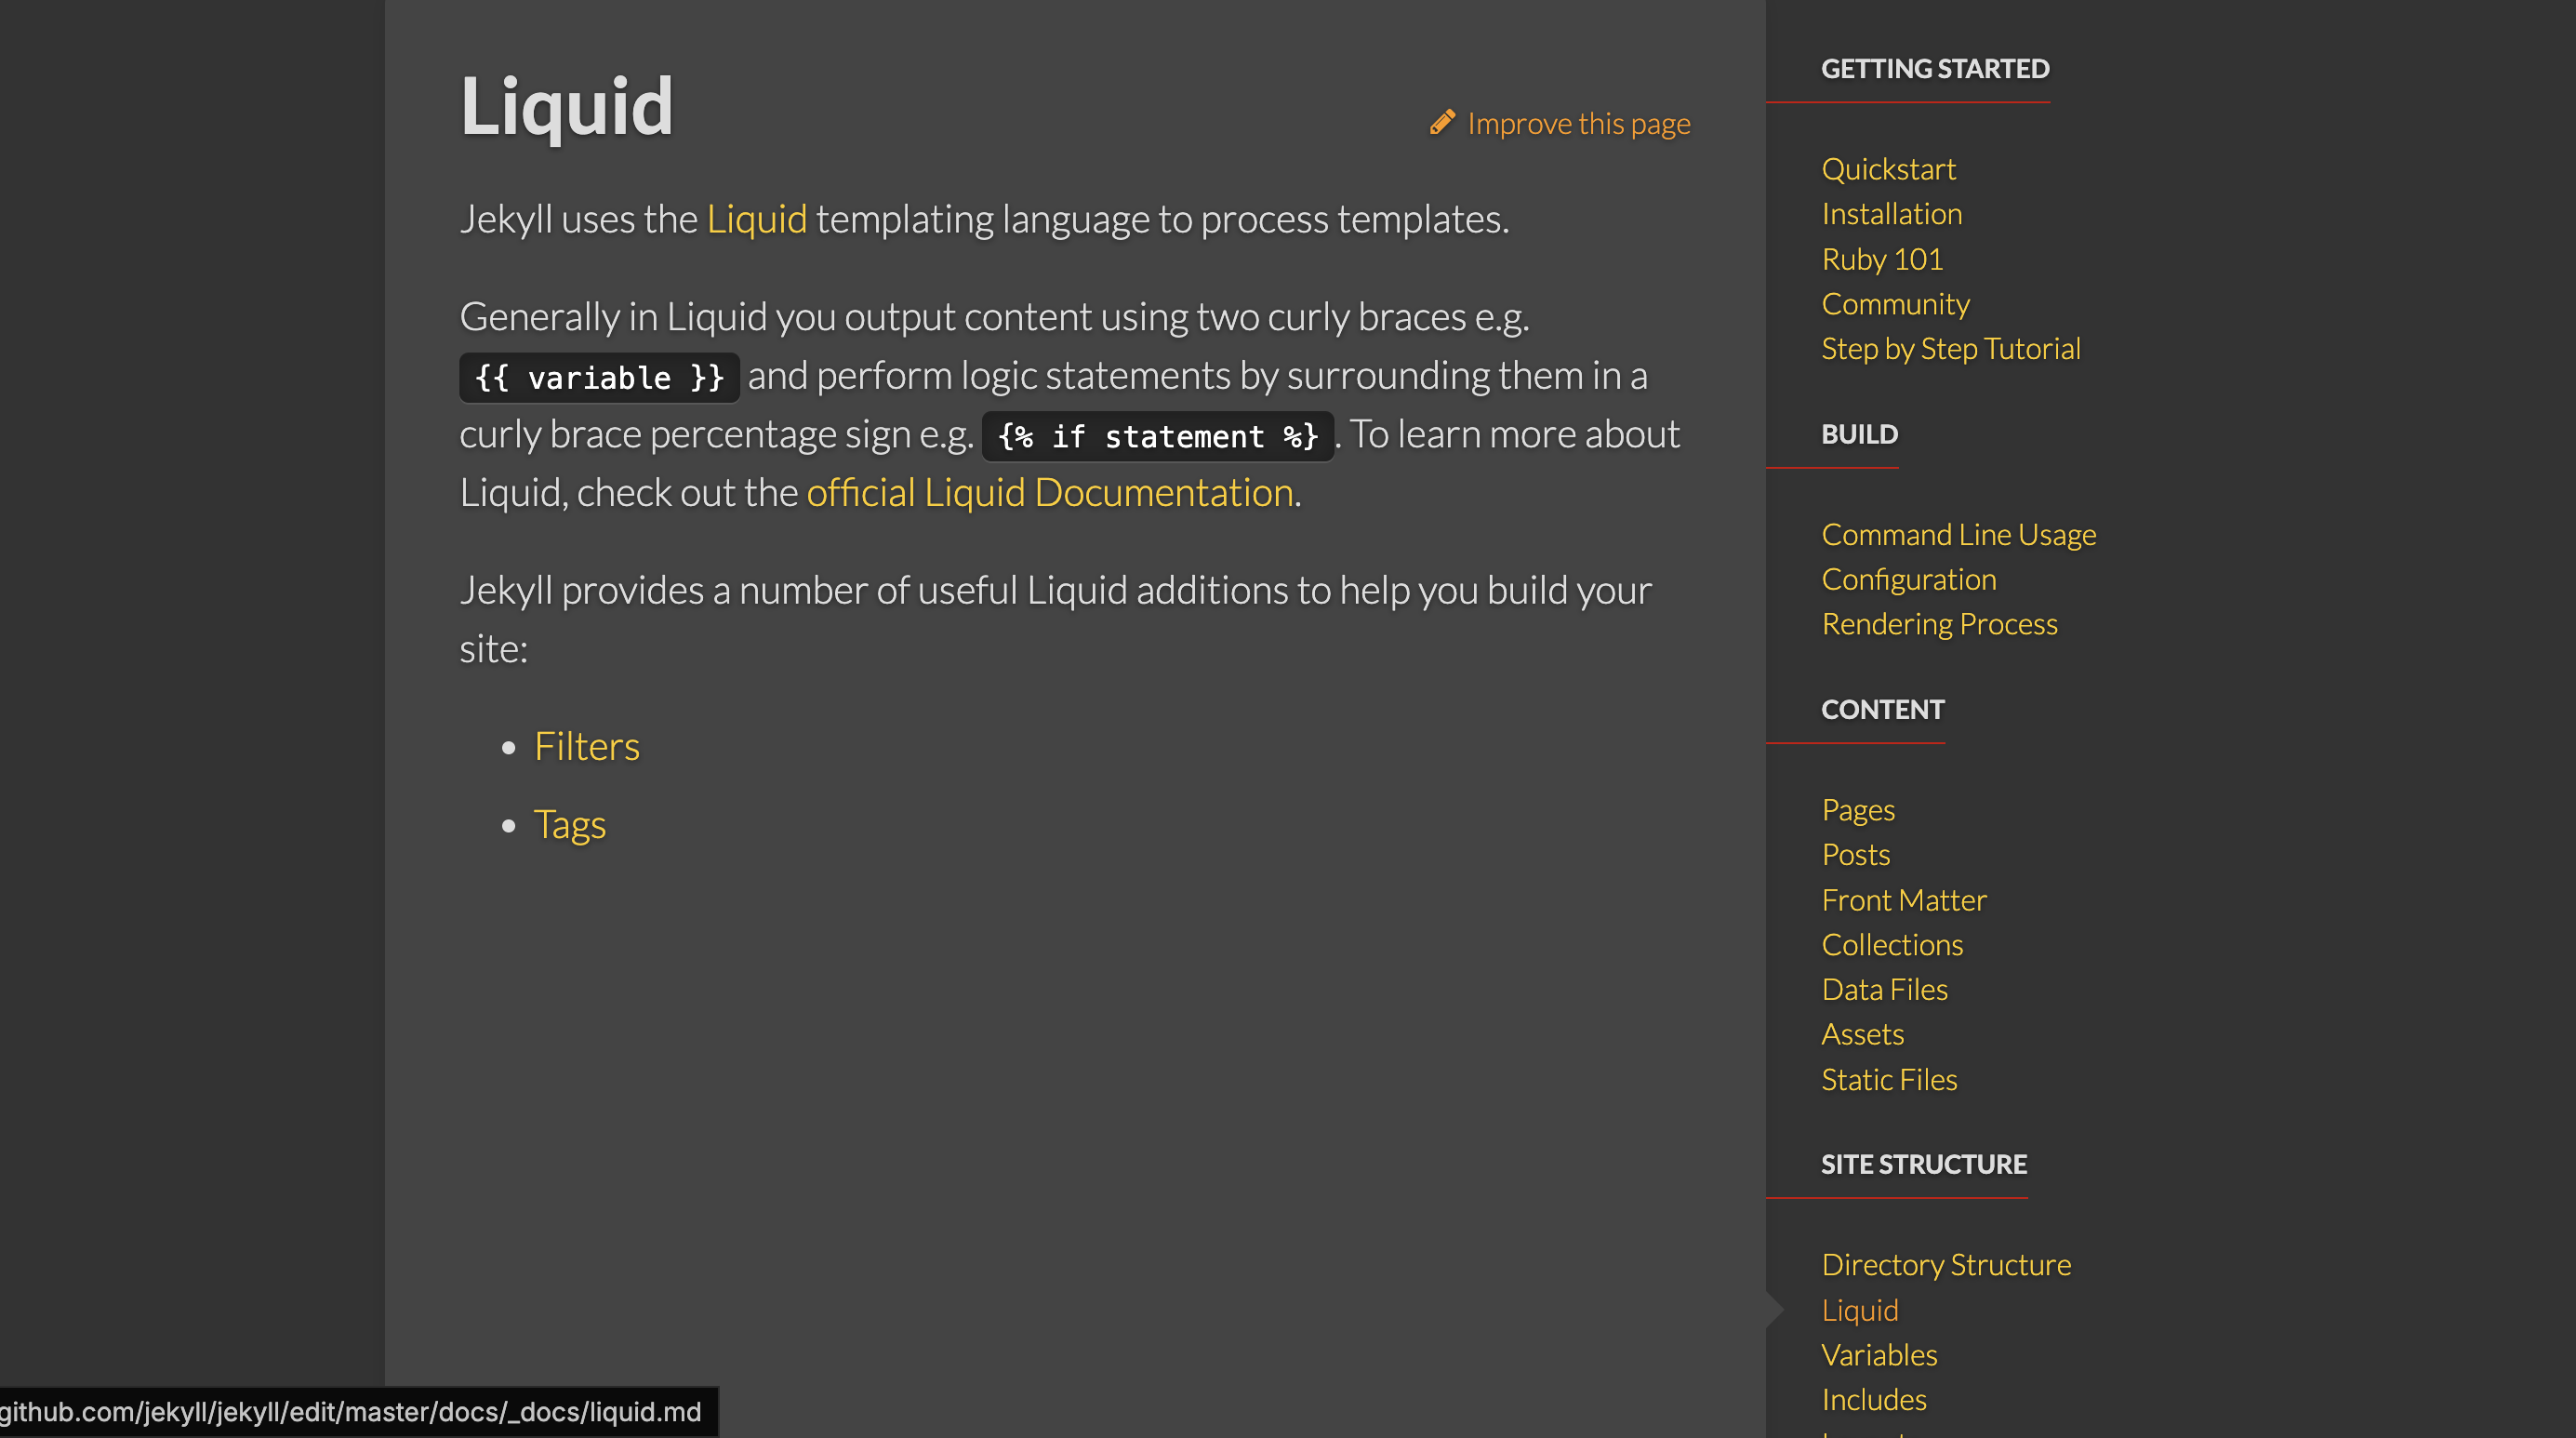 Liquid
Improve this page
Jekyll uses the Liquid templating language to process templates.
Generally in Liquid you output content using two curly braces e.g.
{{ variable }} and perform logic statements by surrounding them in a
curly brace percentage sign e.g. {% if statement %}. To learn more about
Liquid, check out the official Liquid Documentation.
Jekyll provides a number of useful Liquid additions to help you build your
site:
• Filters
• Tags
GETTING STARTED
Quickstart
Installation
Ruby 101
Community
Step by Step Tutorial
BUILD
Command Line Usage
Configuration
Rendering Process
CONTENT
Pages
Posts
Front Matter
Collections
Data Files
Assets
Static Files
SITE STRUCTURE
Directory Structure
Liquid
Variables
Includes
github.com/jekyll/jekyll/edit/master/docs/_docs/liquid.md